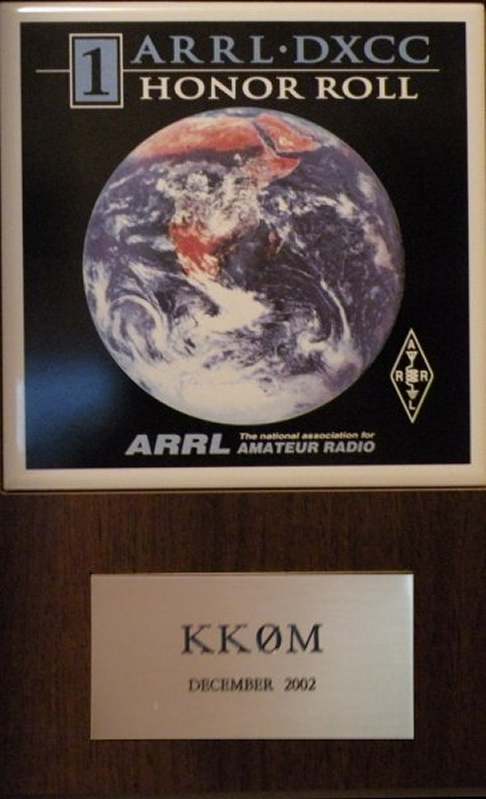 1 ARRL·DXCC
HONOR ROLL
A
R R
L
ARRL The national association for
AMATEUR RADIO
KKØM
DECEMBER 2002